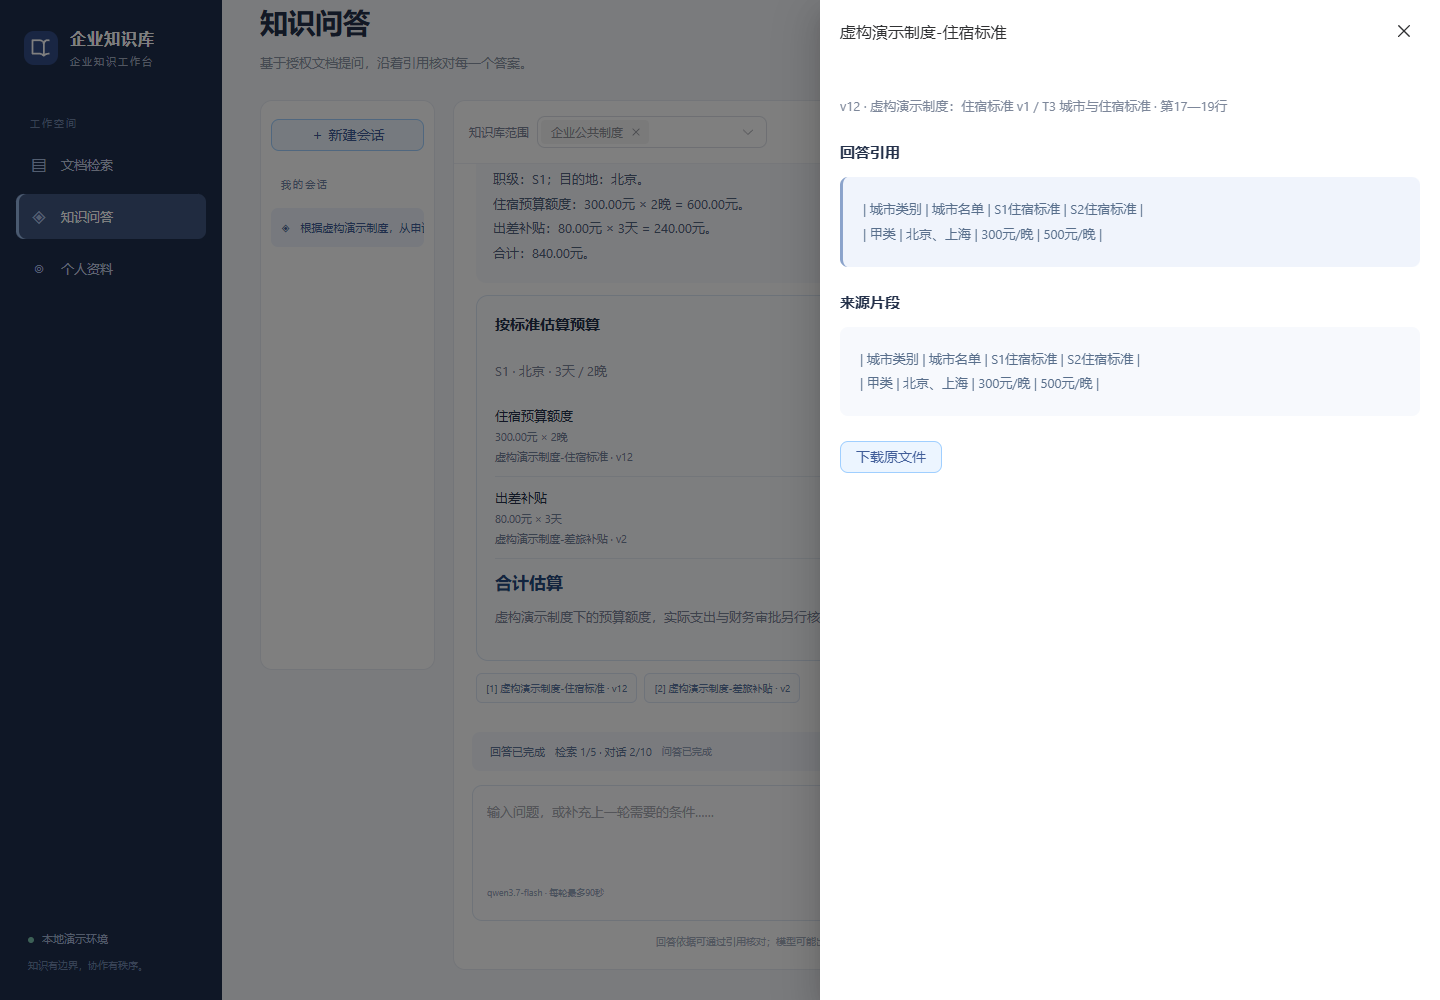 企业知识库
企业知识工作台
工作空间
文档检索
知识问答
个人资料
本地演示环境
知识有边界，协作有秩序。
知识问答
基于授权文档提问，沿着引用核对每一个答案。
+ 新建会话
我的会话
根据虚构演示制度，从申
知识库范围
企业公共制度 ×
职级：S1；目的地：北京。
住宿预算额度：300.00元 × 2晚 = 600.00元。
出差补贴：80.00元 × 3天 = 240.00元。
合计：840.00元。
按标准估算预算
S1 · 北京 · 3天 / 2晚
住宿预算额度
300.00元 × 2晚
虚构演示制度-住宿标准 · v12
出差补贴
80.00元 × 3天
虚构演示制度-差旅补贴 · v2
合计估算
虚构演示制度下的预算额度，实际支出与财务审批另行核
[1] 虚构演示制度-住宿标准 · v12
[2] 虚构演示制度-差旅补贴 · v2
回答已完成 检索 1/5 · 对话 2/10 问答已完成
输入问题，或补充上一轮需要的条件......
qwen3.7-flash · 每轮最多90秒
回答依据可通过引用核对；模型可能
虚构演示制度-住宿标准
v12 · 虚构演示制度：住宿标准 v1 / T3 城市与住宿标准 · 第17—19行
回答引用
| 城市类别 | 城市名单 | S1住宿标准 | S2住宿标准 |
| 甲类 | 北京、上海 | 300元/晚 | 500元/晚 |
来源片段
| 城市类别 | 城市名单 | S1住宿标准 | S2住宿标准 |
| 甲类 | 北京、上海 | 300元/晚 | 500元/晚 |
下载原文件